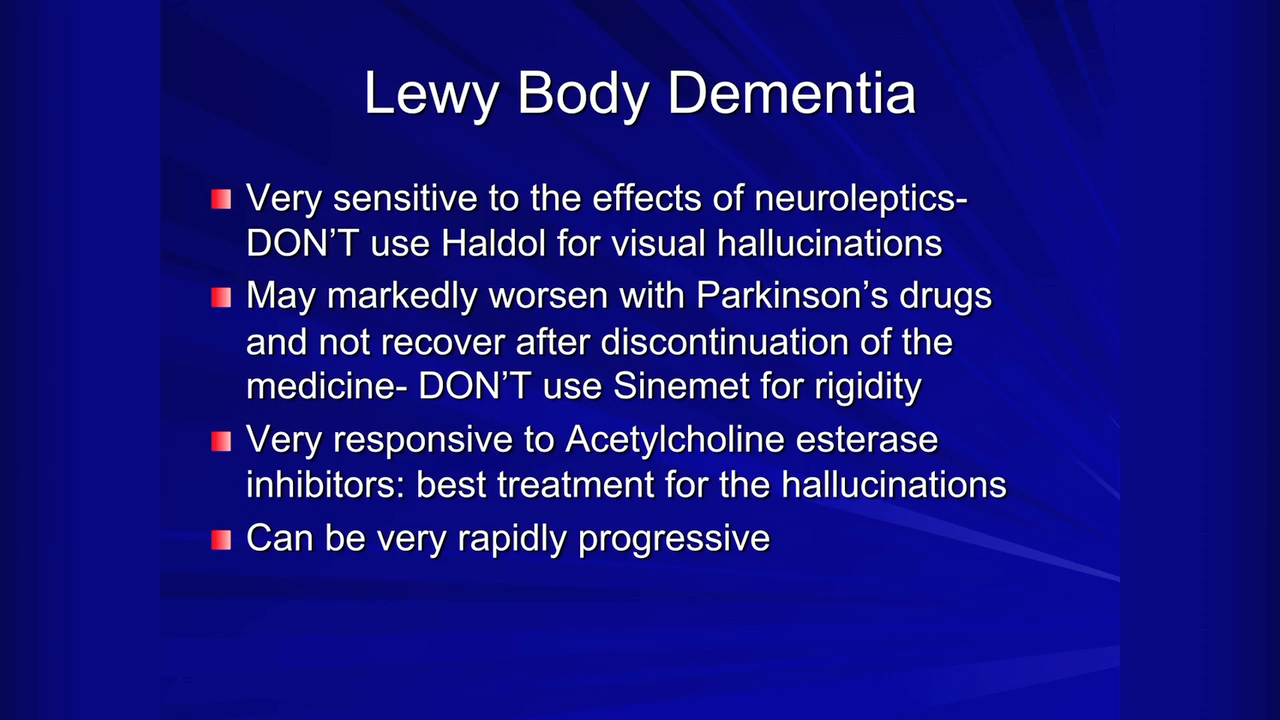 Lewy Body Dementia
Very sensitive to the effects of neuroleptics-
DON’T use Haldol for visual hallucinations
May markedly worsen with Parkinson’s drugs
and not recover after discontinuation of the
medicine- DON’T use Sinemet for rigidity
Very responsive to Acetylcholine esterase
inhibitors: best treatment for the hallucinations
Can be very rapidly progressive